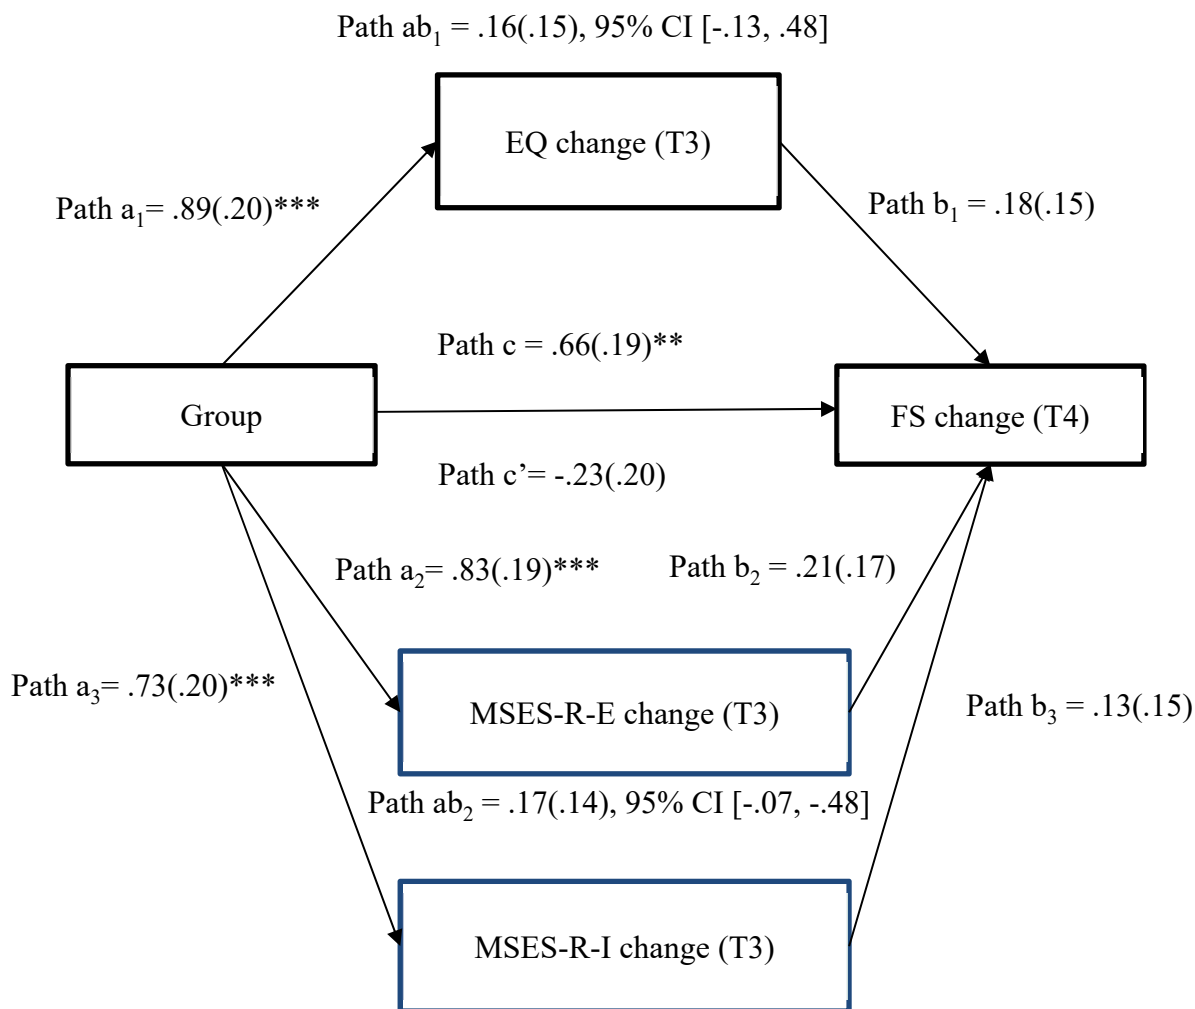 Path ab₁ = .16(.15), 95% CI [-.13, .48]
EQ change (T3)
Path a₁= .89(.20)***
Path b₁ = .18(.15)
Path c = .66(.19)**
Group
FS change (T4)
Path c’= -.23(.20)
Path a₂= .83(.19)***
Path b₂ = .21(.17)
Path a₃= .73(.20)***
MSES-R-E change (T3)
Path b₃ = .13(.15)
Path ab₂ = .17(.14), 95% CI [-.07, -.48]
MSES-R-I change (T3)